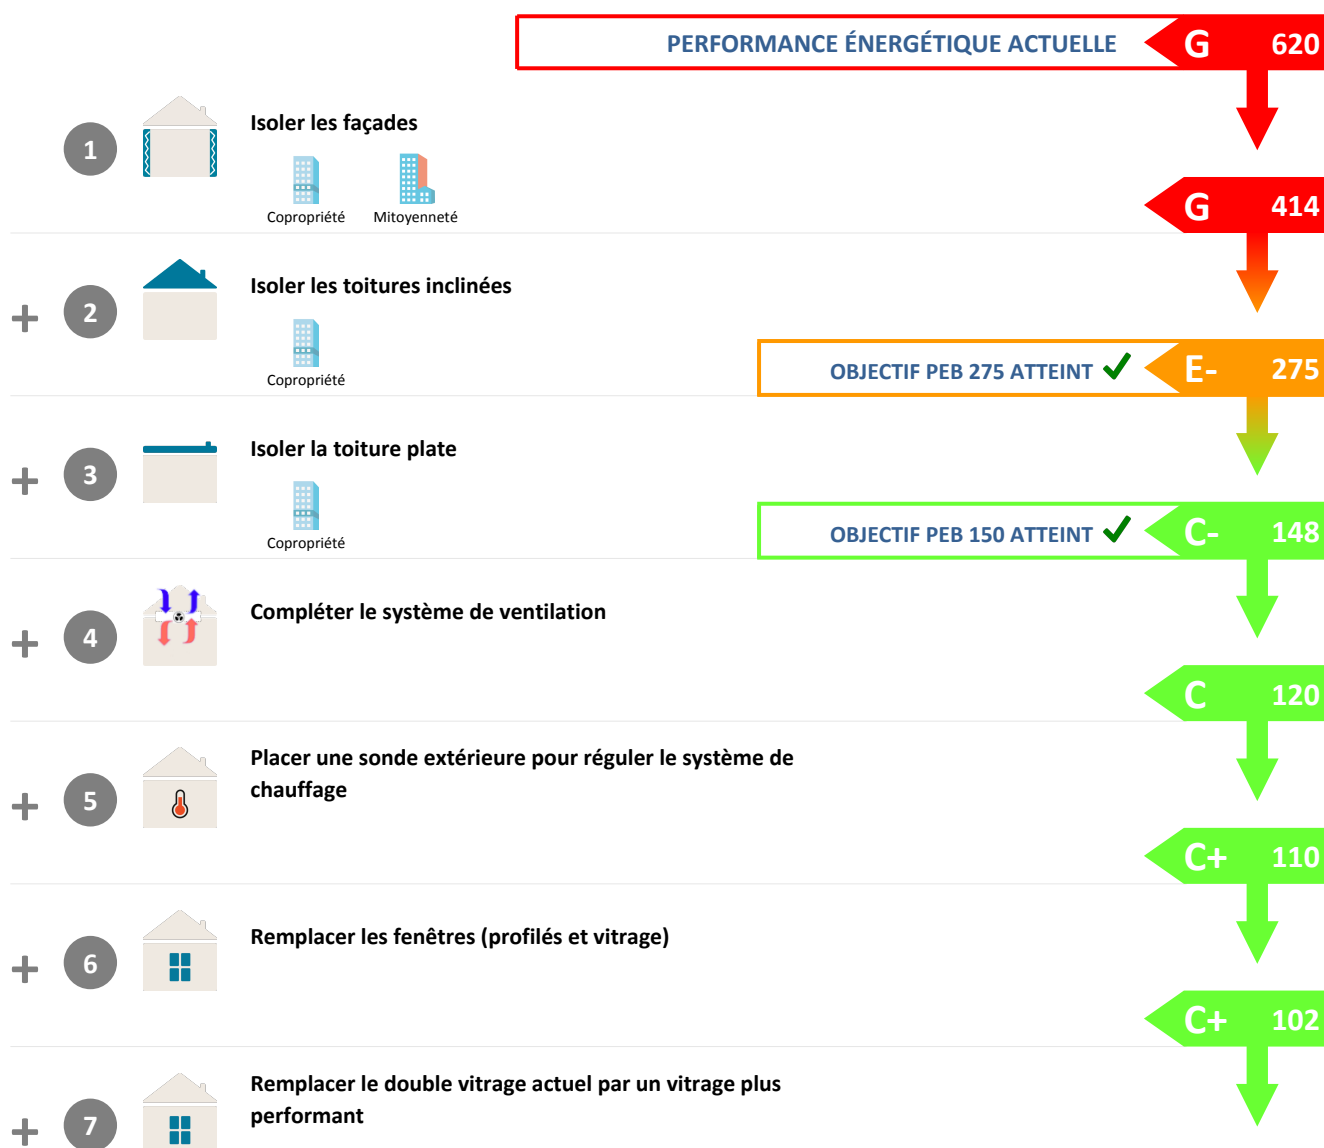 PERFORMANCE ÉNERGÉTIQUE ACTUELLE G 620
1 Isoler les façades
Copropriété Mitoyenneté
G 414
+ 2 Isoler les toitures inclinées
Copropriété
OBJECTIF PEB 275 ATTEINT E- 275
+ 3 Isoler la toiture plate
Copropriété
OBJECTIF PEB 150 ATTEINT C- 148
+ 4 Compléter le système de ventilation
C 120
+ 5 Placer une sonde extérieure pour réguler le système de
chauffage
C+ 110
+ 6 Remplacer les fenêtres (profilés et vitrage)
C+ 102
+ 7 Remplacer le double vitrage actuel par un vitrage plus
performant